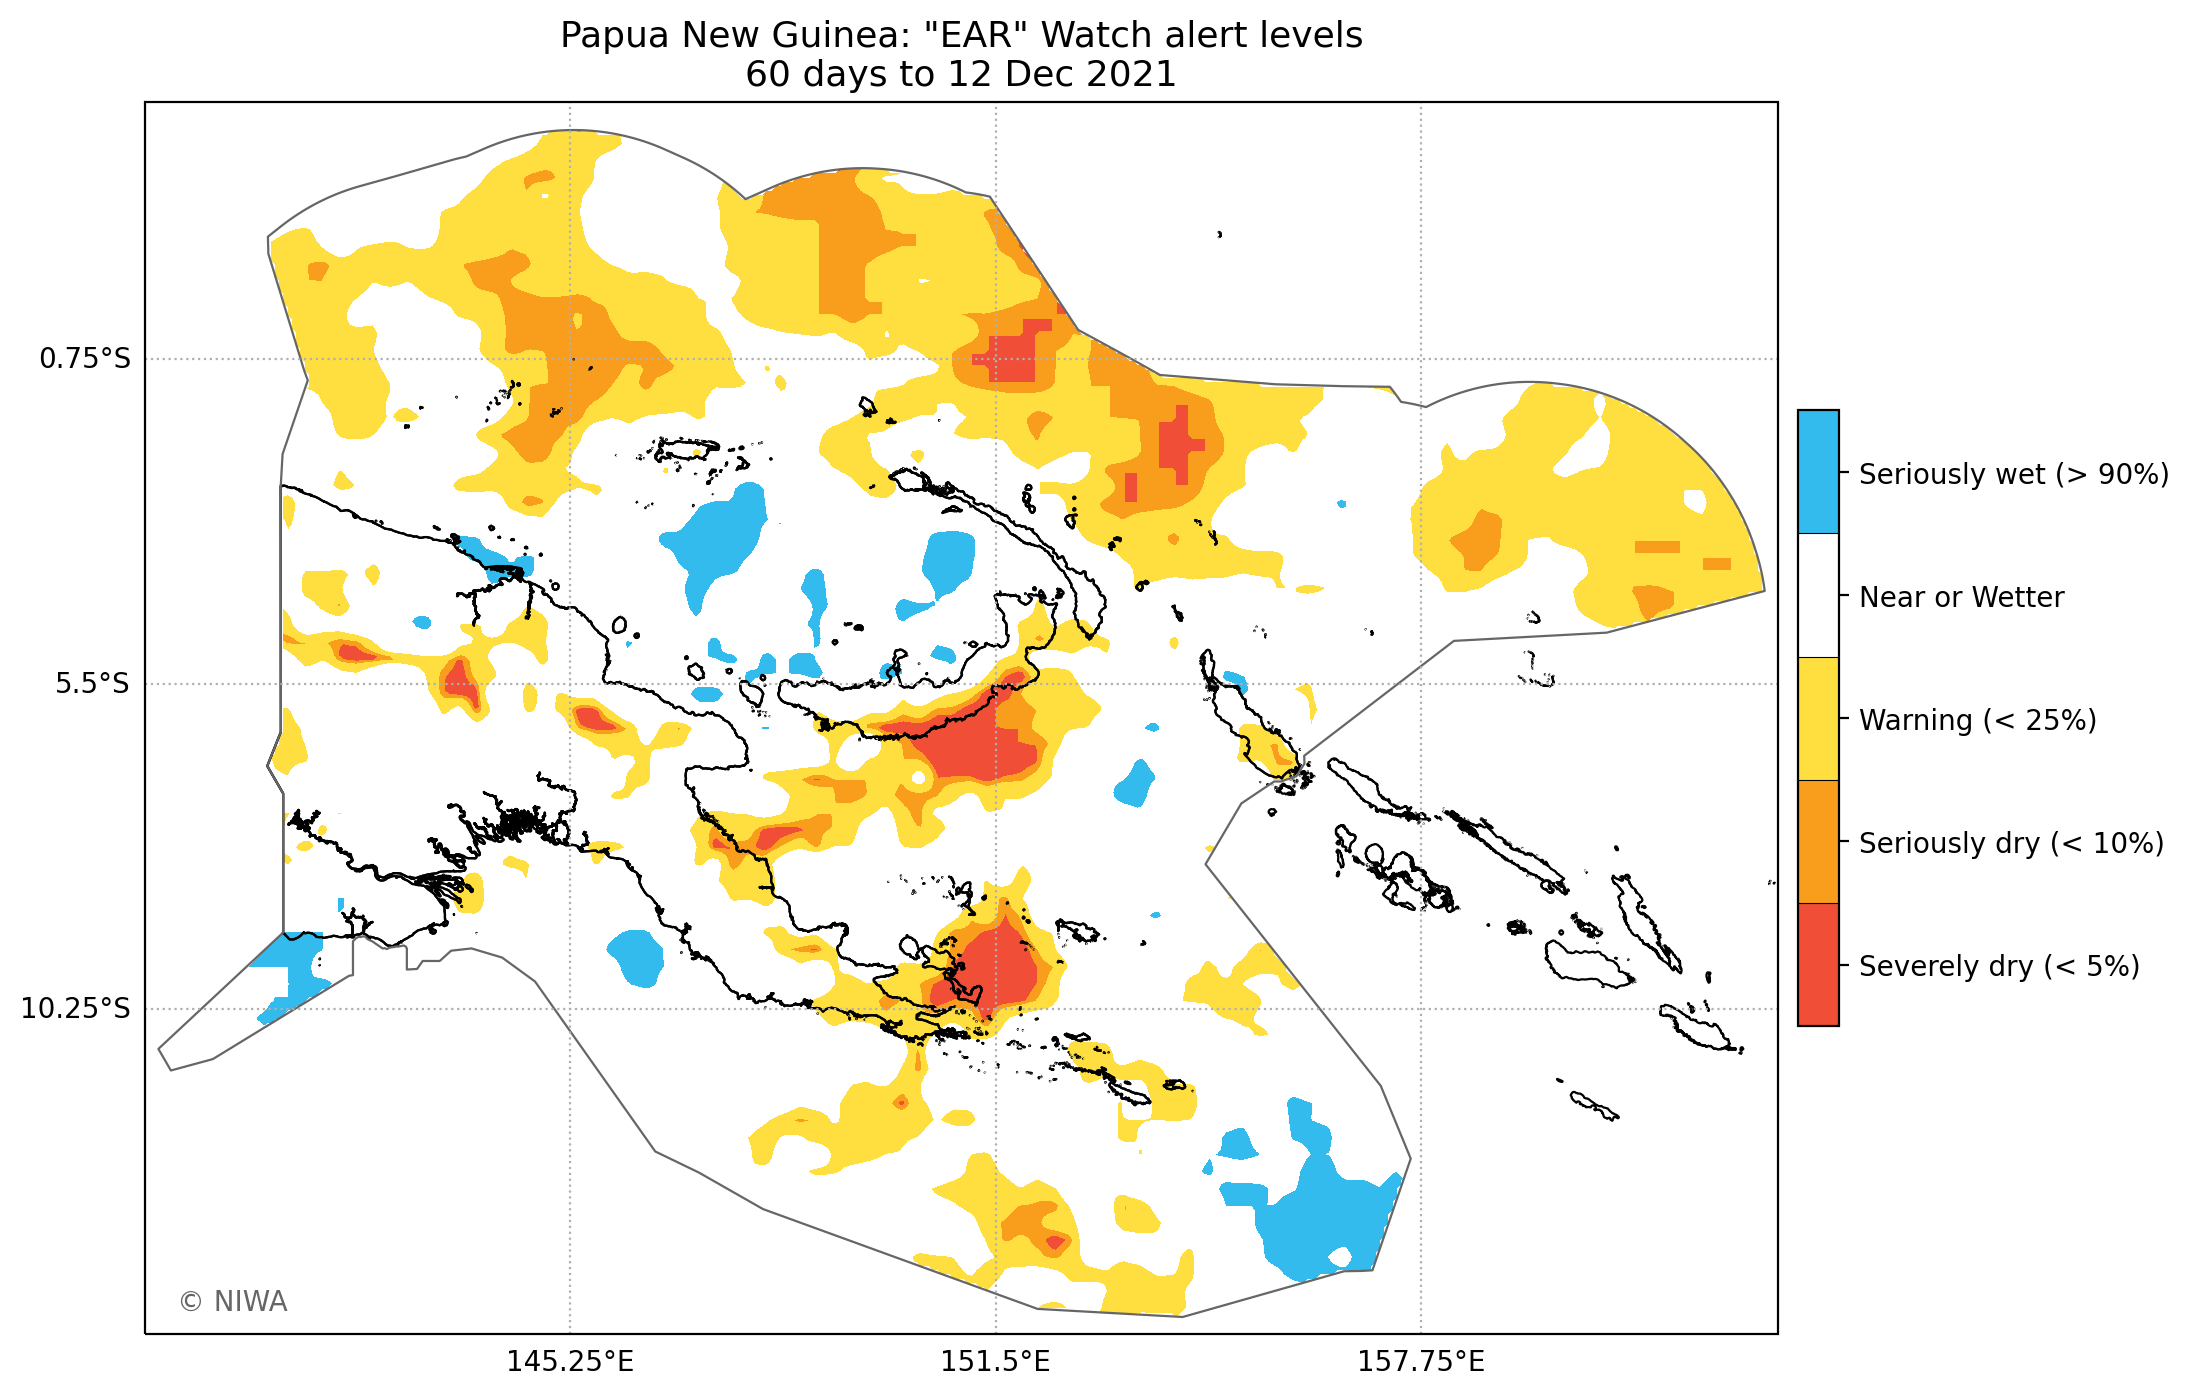 Papua New Guinea: "EAR" Watch alert levels
60 days to 12 Dec 2021
0.75°S
5.5°S
10.25°S
145.25°E
151.5°E
157.75°E
Seriously wet (> 90%)
Near or Wetter
Warning (< 25%)
Seriously dry (< 10%)
Severely dry (< 5%)
© NIWA